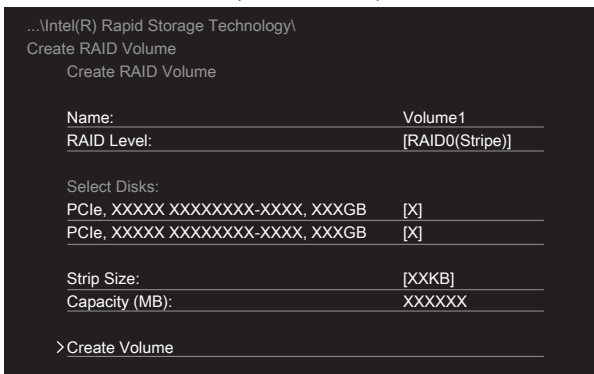 ...\Intel(R) Rapid Storage Technology\
Create RAID Volume
Create RAID Volume
Name: Volume1
RAID Level: [RAID0(Stripe)]
Select Disks:
PCIe, XXXXX XXXXXXXX-XXXX, XXXGB [X]
PCIe, XXXXX XXXXXXXX-XXXX, XXXGB [X]
Strip Size: [XXKB]
Capacity (MB): XXXXXX
>Create Volume